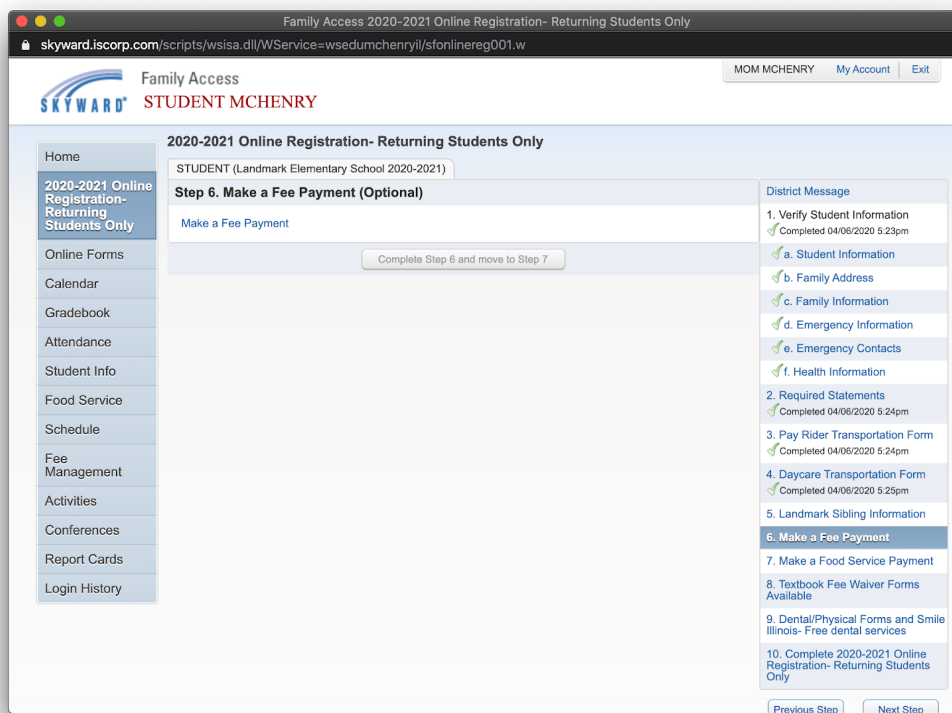 Family Access 2020-2021 Online Registration- Returning Students Only
skyward.iscorp.com/scripts/wsisa.dll/WService=wsedumchenryil/sfonlinereg001.w
MOM MCHENRY My Account Exit
SKYWARD®
Family Access
STUDENT MCHENRY
Home
2020-2021 Online
Registration-
Returning
Students Only
Online Forms
Calendar
Gradebook
Attendance
Student Info
Food Service
Schedule
Fee
Management
Activities
Conferences
Report Cards
Login History
2020-2021 Online Registration- Returning Students Only
STUDENT (Landmark Elementary School 2020-2021)
Step 6. Make a Fee Payment (Optional)
Make a Fee Payment
Complete Step 6 and move to Step 7
District Message
1. Verify Student Information
Completed 04/06/2020 5:23pm
a. Student Information
b. Family Address
c. Family Information
d. Emergency Information
e. Emergency Contacts
f. Health Information
2. Required Statements
Completed 04/06/2020 5:24pm
3. Pay Rider Transportation Form
Completed 04/06/2020 5:24pm
4. Daycare Transportation Form
Completed 04/06/2020 5:25pm
5. Landmark Sibling Information
6. Make a Fee Payment
7. Make a Food Service Payment
8. Textbook Fee Waiver Forms
Available
9. Dental/Physical Forms and Smile
Illinois- Free dental services
10. Complete 2020-2021 Online
Registration- Returning Students
Only
Previous Step Next Step